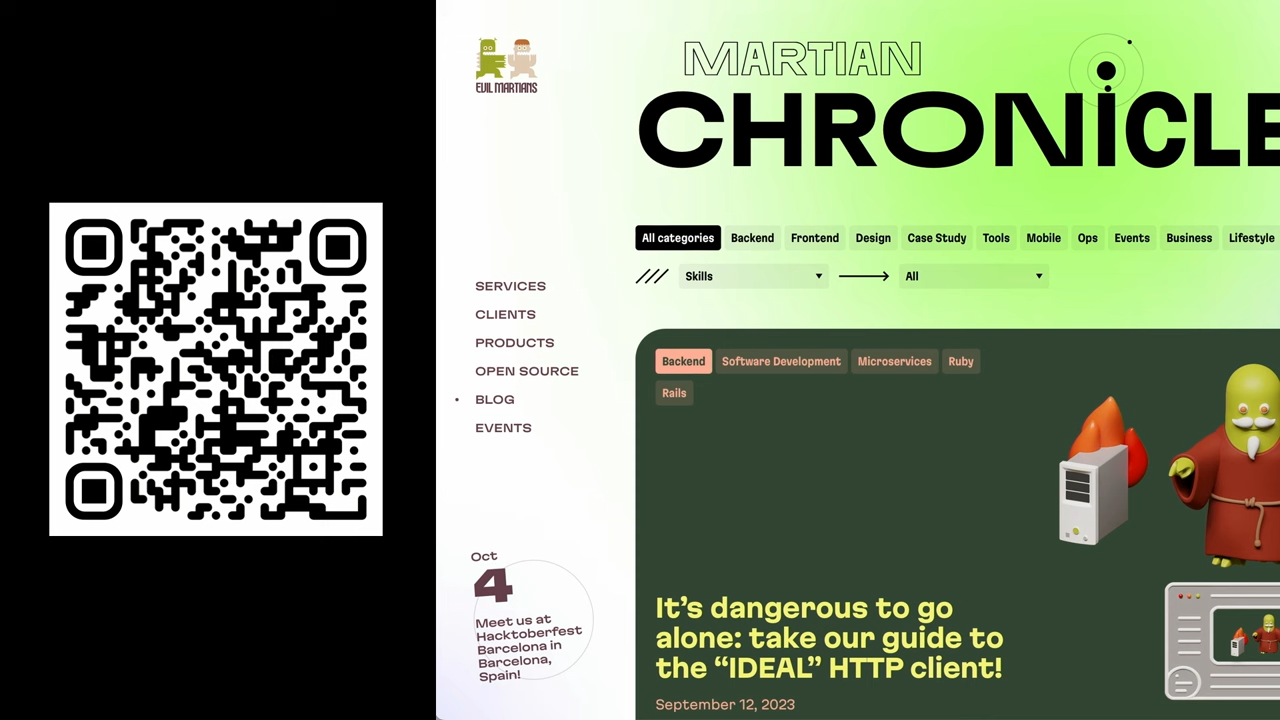 EVIL MARTIANS
MARTIAN
CHRONICLE
All categories Backend Frontend Design Case Study Tools Mobile Ops Events Business Lifestyle
Skills All
SERVICES
CLIENTS
PRODUCTS
OPEN SOURCE
BLOG
EVENTS
Oct
4
Meet us at
Hacktoberfest
Barcelona in
Barcelona,
Spain!
Backend Software Development Microservices Ruby
Rails
It’s dangerous to go
alone: take our guide to
the “IDEAL” HTTP client!
September 12, 2023